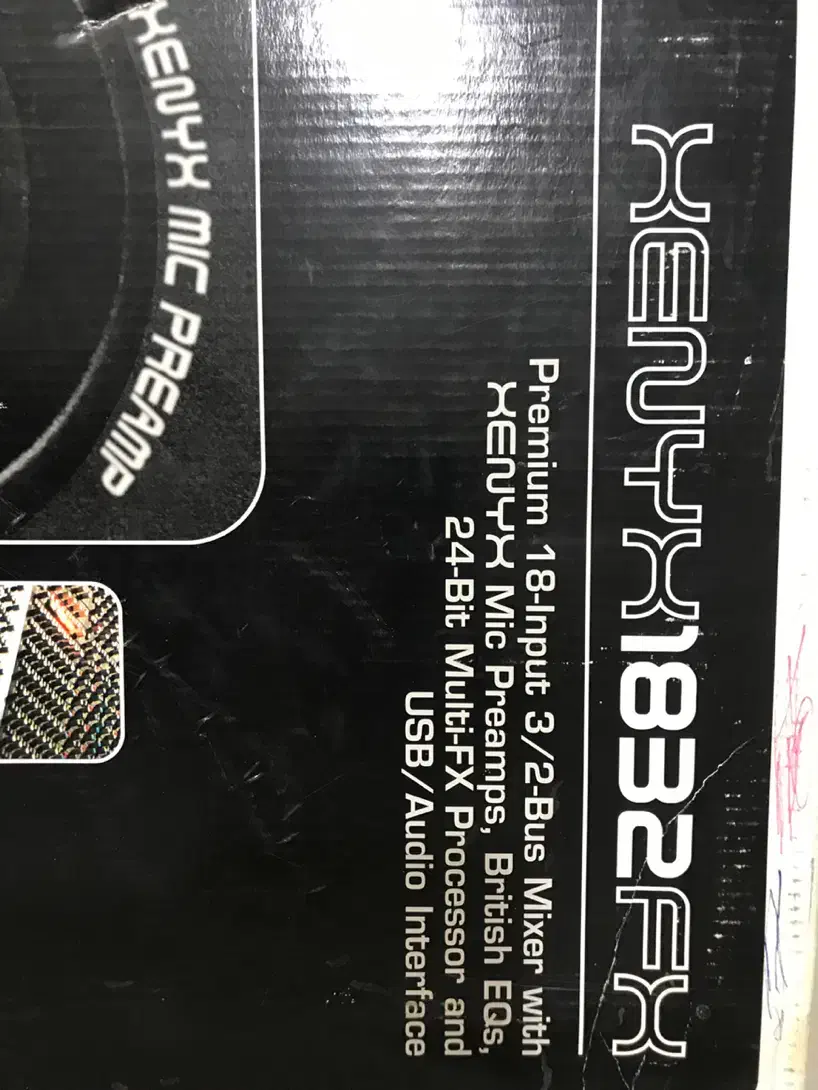 XENYX1832FX
Premium 18-Input 3/2-Bus Mixer with
XENYX Mic Preamps, British EQs,
24-Bit Multi-FX Processor and
USB/Audio Interface
XENYX MIC PREAMP